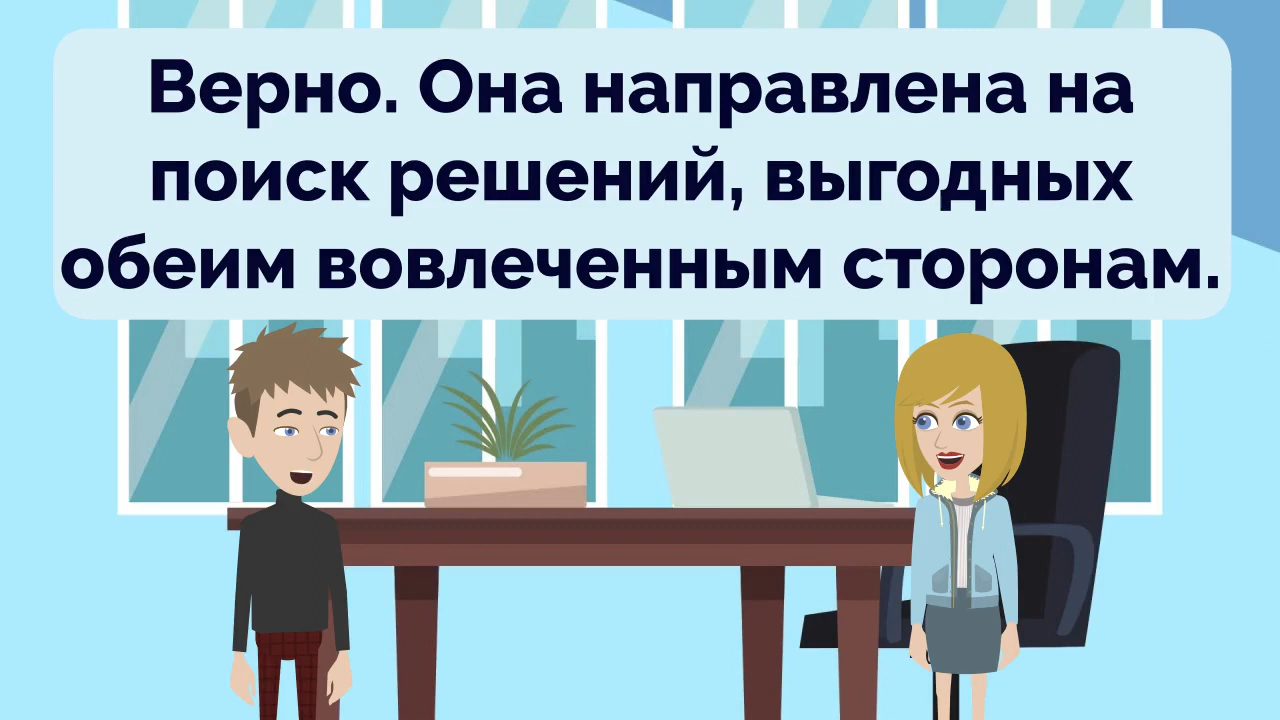 Верно. Она направлена на
поиск решений, выгодных
обеим вовлеченным сторонам.